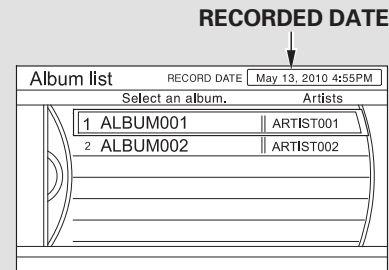 RECORDED DATE
Album list RECORD DATE May 13, 2010 4:55PM
Select an album. Artists
1 ALBUM001 ARTIST001
2 ALBUM002 ARTIST002